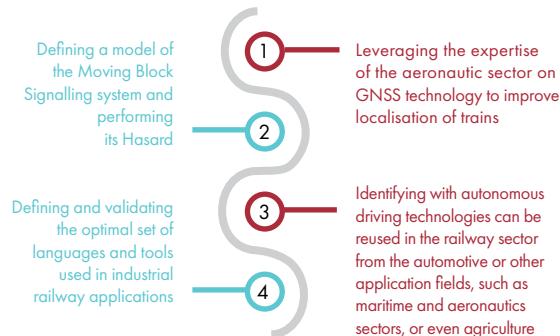 1
Leveraging the expertise
of the aeronautic sector on
GNSS technology to improve
localisation of trains
Defining a model of
the Moving Block
Signalling system and
performing
its Hasard
2
3
Identifying with autonomous
driving technologies can be
reused in the railway sector
from the automotive or other
application fields, such as
maritime and aeronautics
sectors, or even agriculture
Defining and validating
the optimal set of
languages and tools
used in industrial
railway applications
4